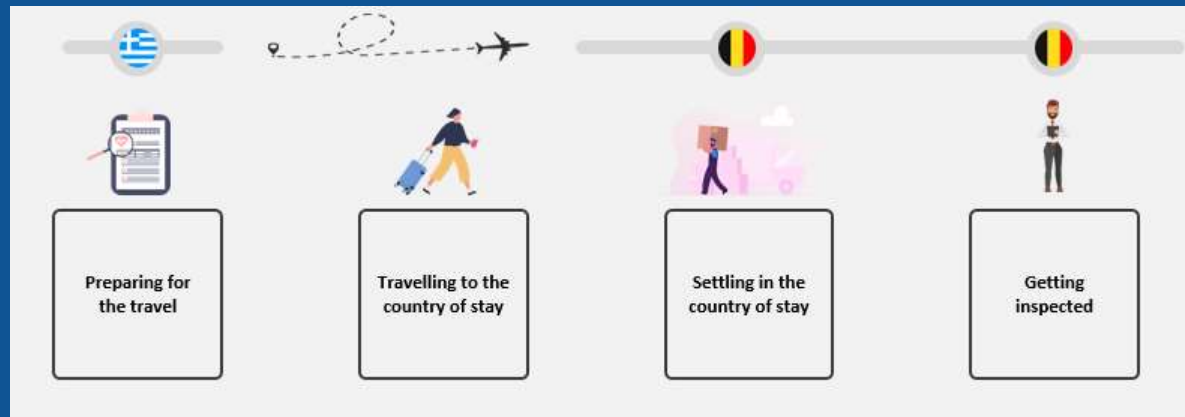 Preparing for
the travel
Travelling to the
country of stay
Settling in the
country of stay
Getting
inspected